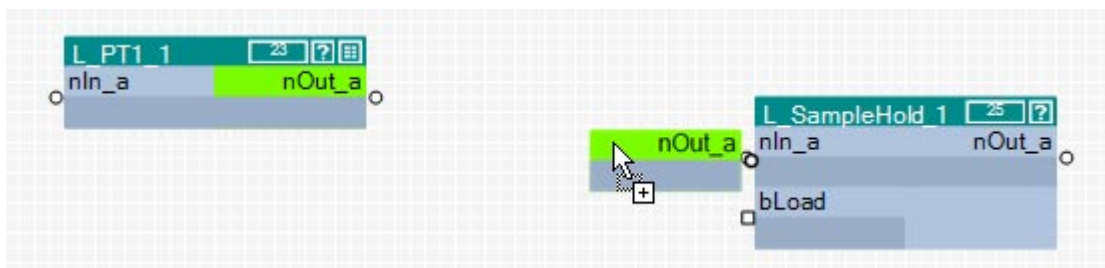 L_PT1_1 23 ?
nIn_a nOut_a
L_SampleHold_1 25 ?
nOut_a nIn_a nOut_a
bLoad